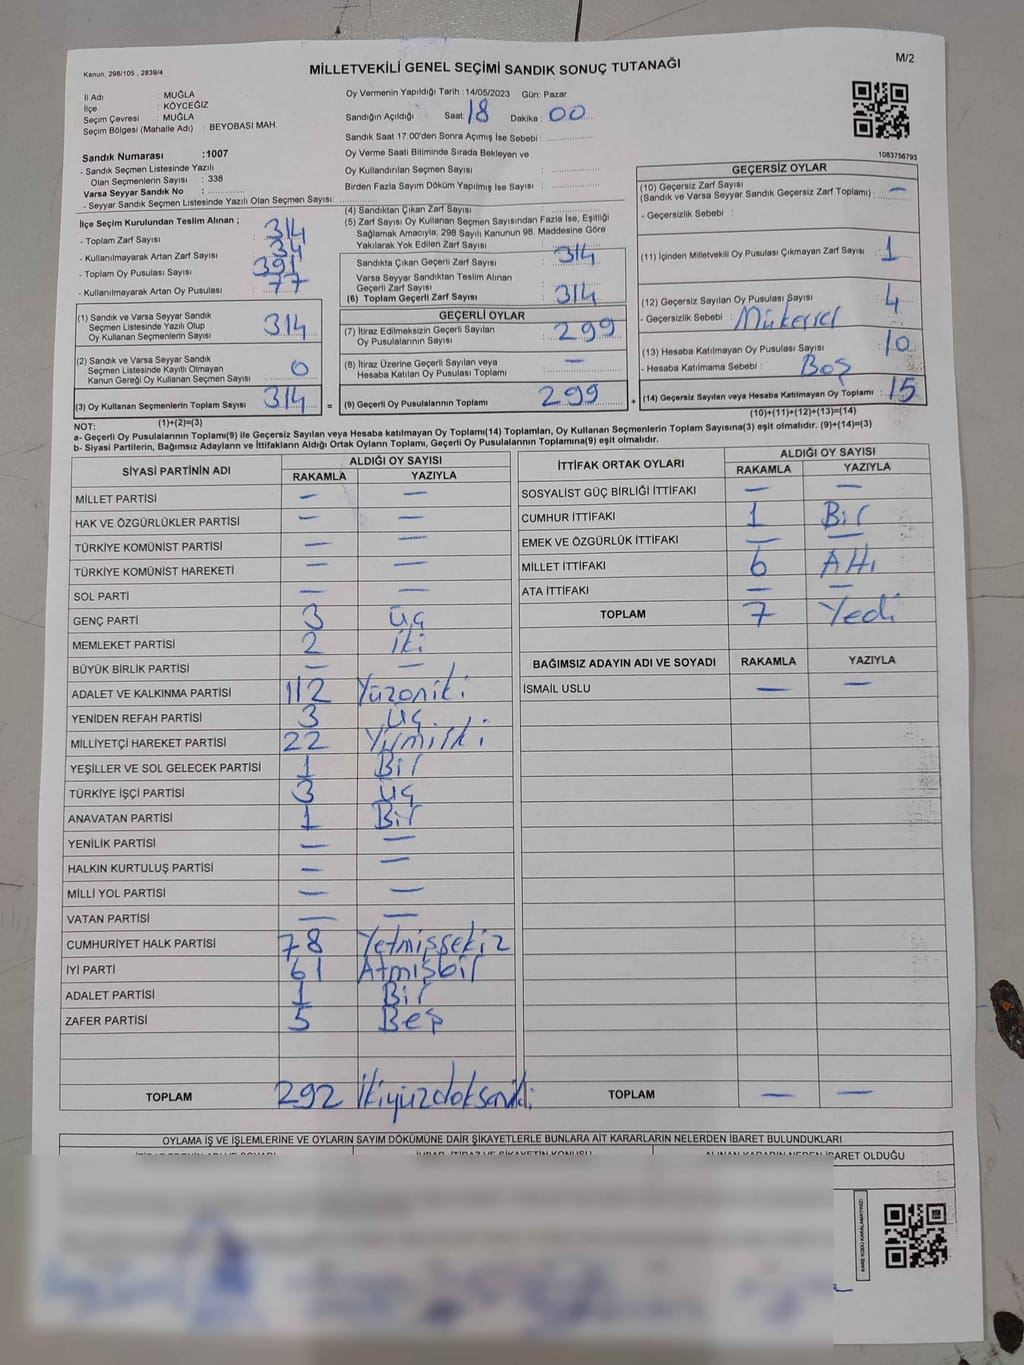 Kanun; 298/105 , 2839/4
MİLLETVEKİLİ GENEL SEÇİMİ SANDIK SONUÇ TUTANAĞI
M/2
İl Adı : MUĞLA
İlçe : KÖYCEĞİZ
Seçim Çevresi : MUĞLA
Seçim Bölgesi (Mahalle Adı) : BEYOBASI MAH.
Sandık Numarası :1007
- Sandık Seçmen Listesinde Yazılı
Olan Seçmenlerin Sayısı : 338
Varsa Seyyar Sandık No :
- Seyyar Sandık Seçmen Listesinde Yazılı Olan Seçmen Sayısı:
Oy Vermenin Yapıldığı Tarih :14/05/2023 Gün: Pazar
Sandığın Açıldığı Saat : 18 Dakika : 00
Sandık Saat 17.00'den Sonra Açımış İse Sebebi :
Oy Verme Saati Bitiminde Sırada Bekleyen ve
Oy Kullandırılan Seçmen Sayısı :
Birden Fazla Sayım Döküm Yapılmış İse Sayısı :
1083756793
İlçe Seçim Kurulundan Teslim Alınan ;
- Toplam Zarf Sayısı : 314
- Kullanılmayarak Artan Zarf Sayısı : 34
- Toplam Oy Pusulası Sayısı : 391
- Kullanılmayarak Artan Oy Pusulası : 77
(4) Sandıktan Çıkan Zarf Sayısı :
(5) Zarf Sayısı Oy Kullanan Seçmen Sayısından Fazla İse, Eşitliği
Sağlamak Amacıyla, 298 Sayılı Kanunun 98. Maddesine Göre
Yakılarak Yok Edilen Zarf Sayısı :
Sandıkta Çıkan Geçerli Zarf Sayısı : 314
Varsa Seyyar Sandıktan Teslim Alınan
Geçerli Zarf Sayısı :
(6) Toplam Geçerli Zarf Sayısı : 314
GEÇERSİZ OYLAR
(10) Geçersiz Zarf Sayısı
(Sandık ve Varsa Seyyar Sandık Geçersiz Zarf Toplamı) : —
- Geçersizlik Sebebi :
(11) İçinden Milletvekili Oy Pusulası Çıkmayan Zarf Sayısı : 1
(12) Geçersiz Sayılan Oy Pusulası Sayısı : 4
- Geçersizlik Sebebi : Mükerrer
(13) Hesaba Katılmayan Oy Pusulası Sayısı : 10
- Hesaba Katılmama Sebebi : Boş
(14) Geçersiz Sayılan veya Hesaba Katılmayan Oy Toplamı : 15
(10)+(11)+(12)+(13)=(14)
(1) Sandık ve Varsa Seyyar Sandık
Seçmen Listesinde Yazılı Olup
Oy Kullanan Seçmenlerin Sayısı : 314
(2) Sandık ve Varsa Seyyar Sandık
Seçmen Listesinde Kayıtlı Olmayan
Kanun Gereği Oy Kullanan Seçmen Sayısı : 0
(3) Oy Kullanan Seçmenlerin Toplam Sayısı : 314
(1)+(2)=(3)
GEÇERLİ OYLAR
(7) İtiraz Edilmeksizin Geçerli Sayılan
Oy Pusulalarının Sayısı : 299
(8) İtiraz Üzerine Geçerli Sayılan veya
Hesaba Katılan Oy Pusulası Toplamı : —
= (9) Geçerli Oy Pusulalarının Toplamı : 299 +
NOT:
a- Geçerli Oy Pusulalarının Toplamı(9) ile Geçersiz Sayılan veya Hesaba katılmayan Oy Toplamı(14) Toplamları, Oy Kullanan Seçmenlerin Toplam Sayısına(3) eşit olmalıdır. (9)+(14)=(3)
b- Siyasi Partilerin, Bağımsız Adayların ve İttifakların Aldığı Ortak Oyların Toplamı, Geçerli Oy Pusulalarının Toplamına(9) eşit olmalıdır.
SİYASİ PARTİNİN ADI ALDIĞI OY SAYISI
RAKAMLA YAZIYLA
MİLLET PARTİSİ — —
HAK VE ÖZGÜRLÜKLER PARTİSİ — —
TÜRKİYE KOMÜNİST PARTİSİ — —
TÜRKİYE KOMÜNİST HAREKETİ — —
SOL PARTİ — —
GENÇ PARTİ 3 Üç
MEMLEKET PARTİSİ 2 İki
BÜYÜK BİRLİK PARTİSİ — —
ADALET VE KALKINMA PARTİSİ 112 Yüzoniki
YENİDEN REFAH PARTİSİ 3 Üç
MİLLİYETÇİ HAREKET PARTİSİ 22
YEŞİLLER VE SOL GELECEK PARTİSİ 1 Bir
TÜRKİYE İŞÇİ PARTİSİ 3 Üç
ANAVATAN PARTİSİ 1 Bir
YENİLİK PARTİSİ — —
HALKIN KURTULUŞ PARTİSİ — —
MİLLİ YOL PARTİSİ — —
VATAN PARTİSİ — —
CUMHURİYET HALK PARTİSİ 78 Yetmişsekiz
İYİ PARTİ 61 Atmışbir
ADALET PARTİSİ 1 Bir
ZAFER PARTİSİ 5 Beş
TOPLAM 292 İkiyüzdoksaniki
İTTİFAK ORTAK OYLARI ALDIĞI OY SAYISI
RAKAMLA YAZIYLA
SOSYALİST GÜÇ BİRLİĞİ İTTİFAKI — —
CUMHUR İTTİFAKI 1 Bir
EMEK VE ÖZGÜRLÜK İTTİFAKI — —
MİLLET İTTİFAKI 6 Altı
ATA İTTİFAKI — —
TOPLAM 7 Yedi
BAĞIMSIZ ADAYIN ADI VE SOYADI RAKAMLA YAZIYLA
İSMAİL USLU — —
TOPLAM — —
OYLAMA İŞ VE İŞLEMLERİNE VE OYLARIN SAYIM DÖKÜMÜNE DAİR ŞİKAYETLERLE BUNLARA AİT KARARLARIN NELERDEN İBARET BULUNDUKLARI
ALINAN KARARIN NEDEN İBARET OLDUĞU
KARE KODU KARALAMAYINIZ!